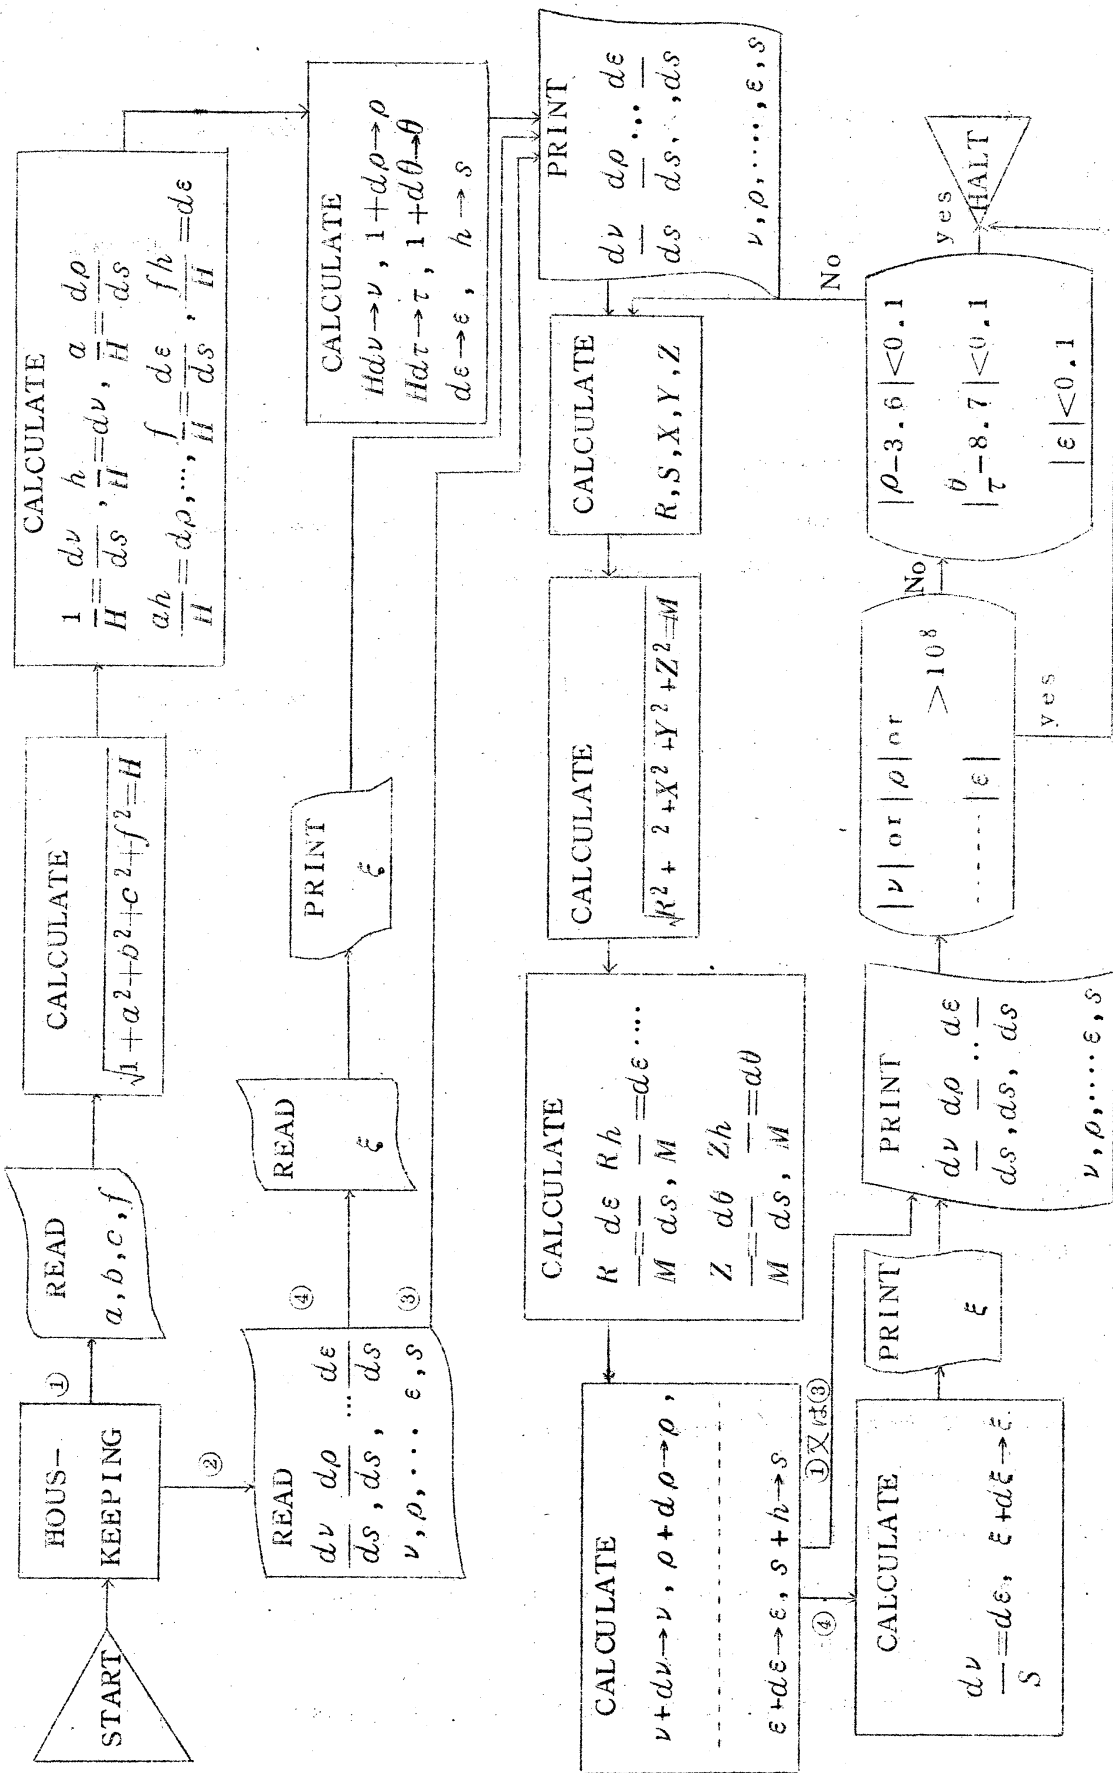 START
HOUS-
KEEPING
①
②
READ
a, b, c, f
CALCULATE
√1+a²+b²+c²+f²=H
CALCULATE
1/H=dν/ds, h/H=dν, a/H=dρ/ds
ah/H=dρ, …, f/H=dε/ds, fh/H=dε
CALCULATE
Hdν→ν, 1+dρ→ρ
Hdτ→τ, 1+dθ→θ
dε→ε, h→s
READ
dν/ds, dρ/ds, … dε/ds
ν, ρ, ... ε, s
④
③
READ
ξ
PRINT
ξ
PRINT
dν/ds dρ/ds, ... dε/ds
ν, ρ, ...., ε, s
CALCULATE
R, S, X, Y, Z
CALCULATE
√R²+ ²+X²+Y²+Z²=M
CALCULATE
R/M=dε/ds, Rh/M=dε ....
Z/M=dθ/ds, Zh/M=dθ
CALCULATE
ν+dν→ν, ρ+dρ→ρ,
ε+dε→ε, s+h→s
①又は③
④
CALCULATE
dν/S=dε, ξ+dξ→ξ
PRINT
ξ
PRINT
dν/ds, dρ/ds, .. dε/ds
ν, ρ, .... ε, s
|ν| or |ρ| or
>10⁸
-----|ε|
No
yes
|ρ-3.6|<0.1
|θ/τ-8.7|<0.1
|ε|<0.1
No
yes
HALT